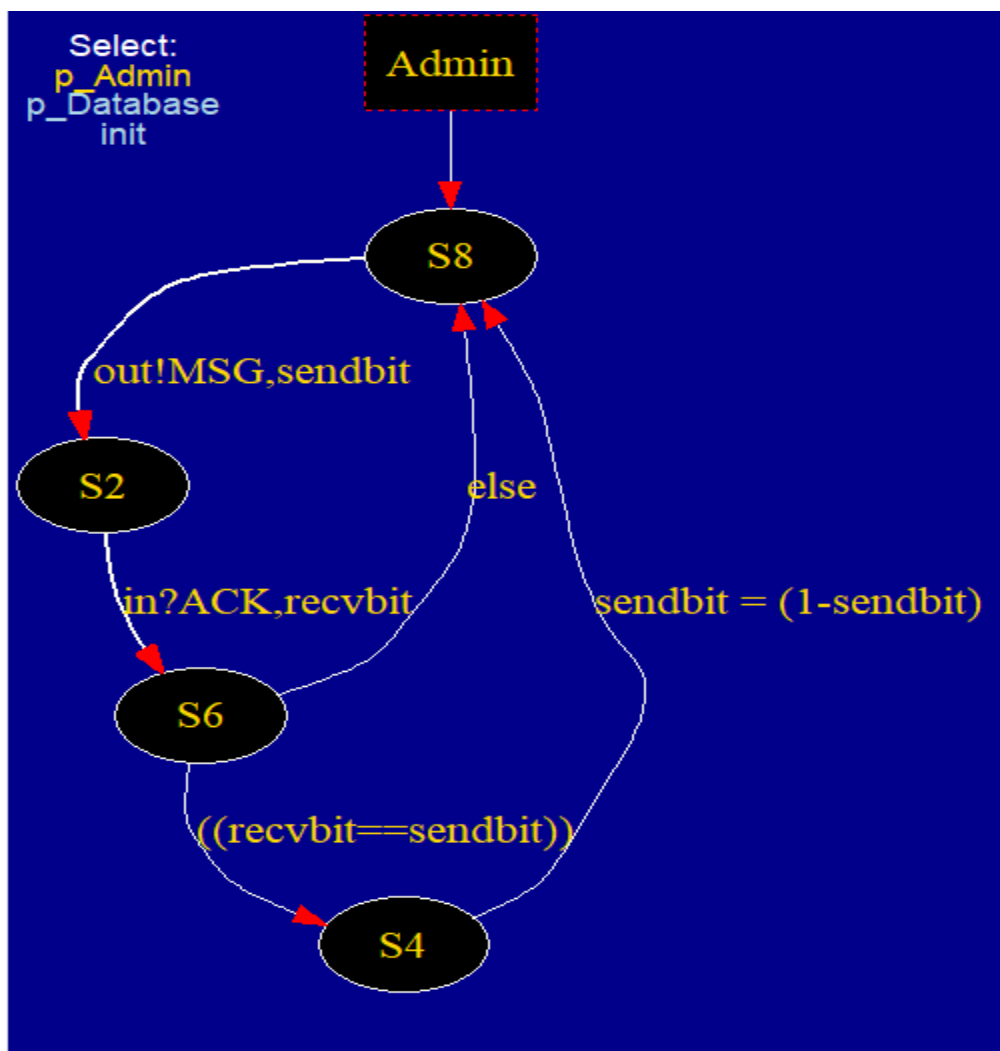 Select:
p_Admin
p_Database
init
Admin
S8
out!MSG,sendbit
S2
else
in?ACK,recvbit
sendbit = (1-sendbit)
S6
((recvbit==sendbit))
S4